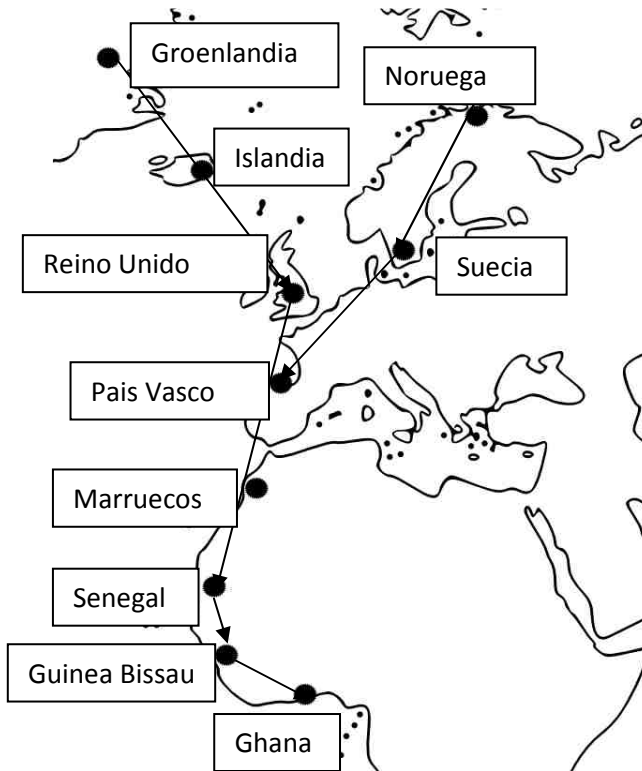 Groenlandia
Noruega
Islandia
Reino Unido
Suecia
Pais Vasco
Marruecos
Senegal
Guinea Bissau
Ghana